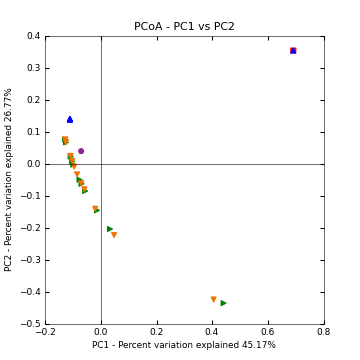 PCoA - PC1 vs PC2
0.4
0.3
0.2
0.1
0.0
−0.1
−0.2
−0.3
−0.4
−0.5
PC2 - Percent variation explained 26.77%
−0.2 0.0 0.2 0.4 0.6 0.8
PC1 - Percent variation explained 45.17%